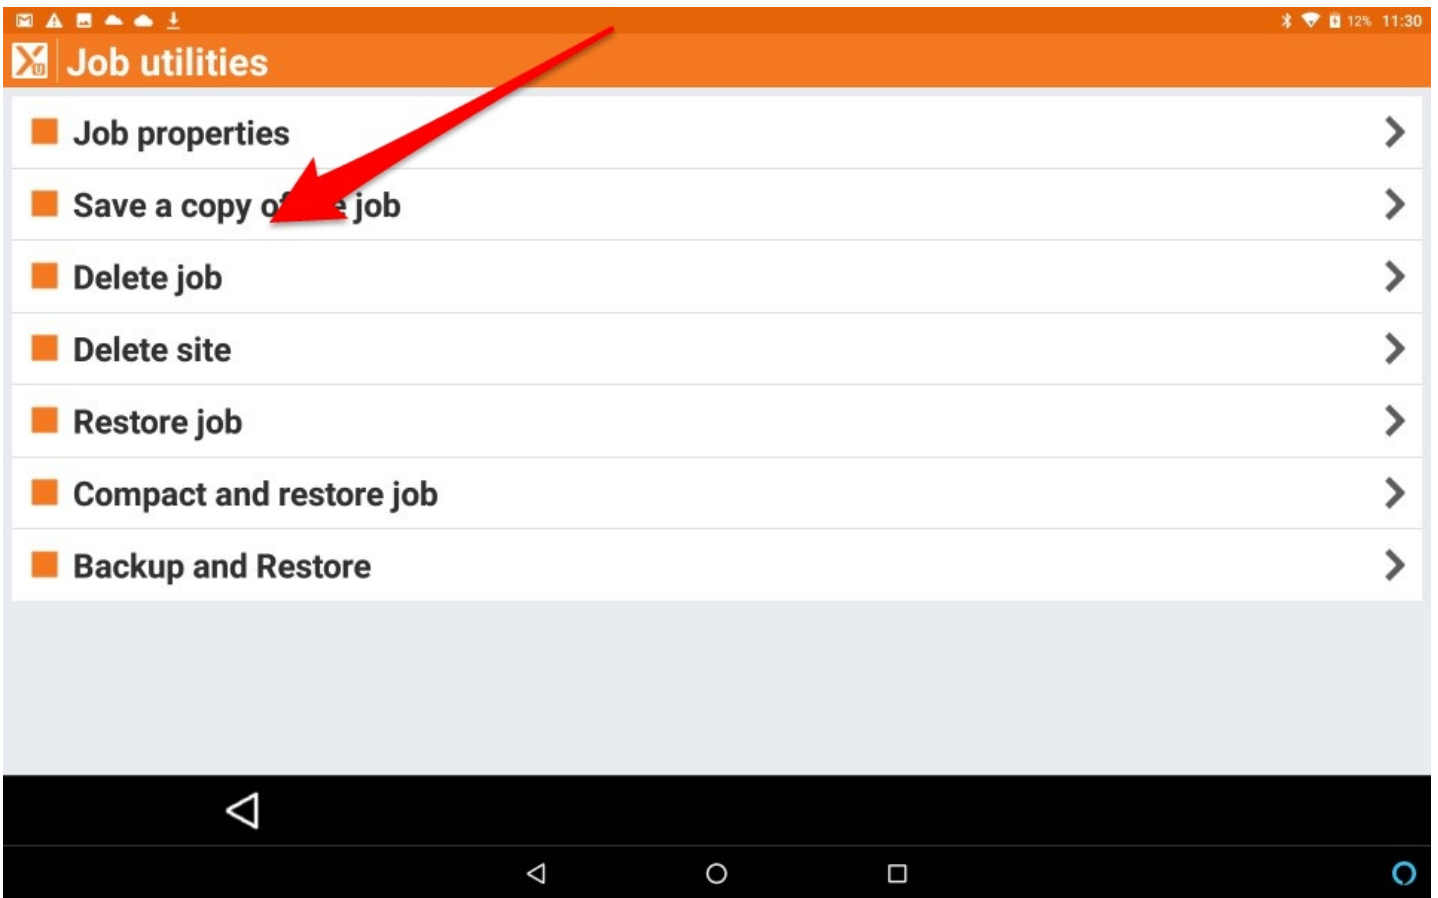 12% 11:30
U
Job utilities
Job properties
Save a copy of job
Delete job
Delete site
Restore job
Compact and restore job
Backup and Restore